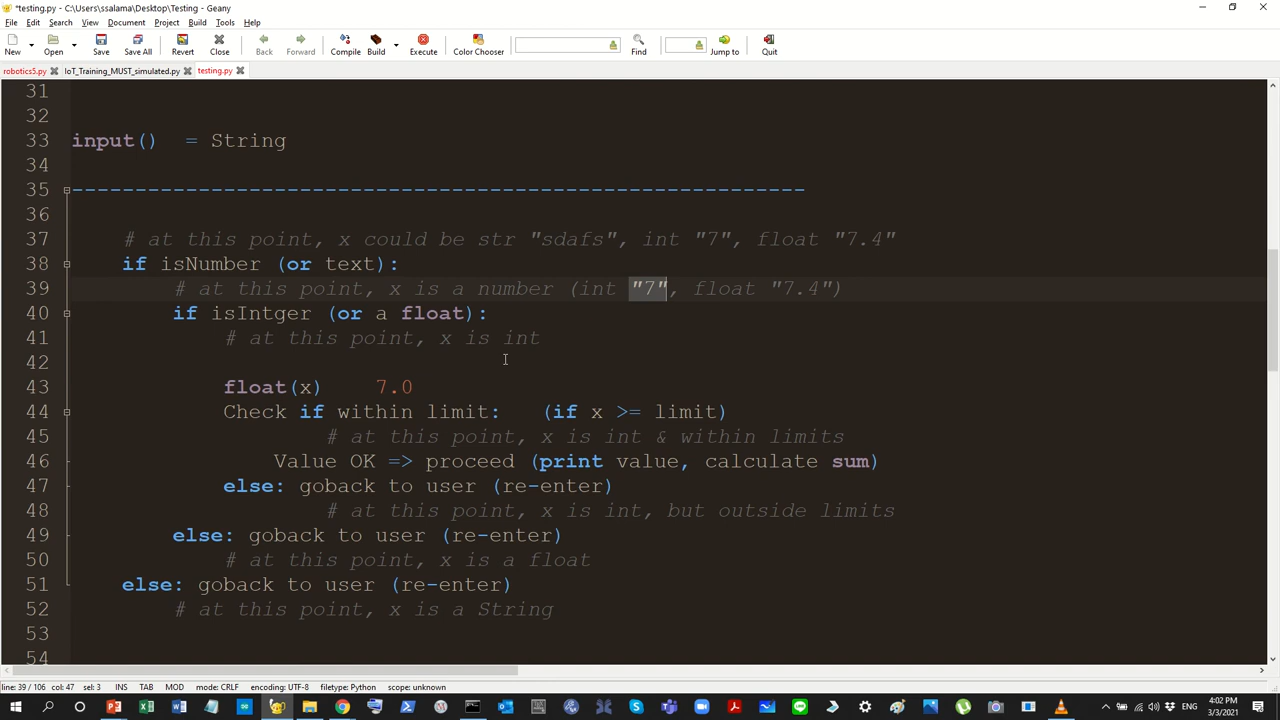 *testing.py - C:\Users\ssalama\Desktop\Testing - Geany
File Edit Search View Document Project Build Tools Help
New Open Save Save All Revert Close Back Forward Compile Build Execute Color Chooser Find Jump to Quit
robotics5.py IoT_Training_MUST_simulated.py testing.py
31
32
33 input() = String
34
35 ----------------------------------------------------------
36
37 # at this point, x could be str "sdafs", int "7", float "7.4"
38 if isNumber (or text):
39 # at this point, x is a number (int "7", float "7.4")
40 if isIntger (or a float):
41 # at this point, x is int
42
43 float(x) 7.0
44 Check if within limit: (if x >= limit)
45 # at this point, x is int & within limits
46 Value OK => proceed (print value, calculate sum)
47 else: goback to user (re-enter)
48 # at this point, x is int, but outside limits
49 else: goback to user (re-enter)
50 # at this point, x is a float
51 else: goback to user (re-enter)
52 # at this point, x is a String
53
54
line: 39 / 106 col: 47 sel: 3 INS TAB MOD mode: CRLF encoding: UTF-8 filetype: Python scope: unknown
4:02 PM
ENG
3/3/2021